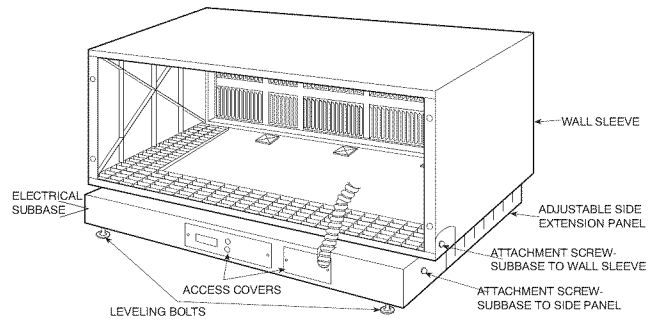 WALL SLEEVE
ELECTRICAL
SUBBASE
ADJUSTABLE SIDE
EXTENSION PANEL
ATTACHMENT SCREW-
SUBBASE TO WALL SLEEVE
ACCESS COVERS
ATTACHMENT SCREW-
SUBBASE TO SIDE PANEL
LEVELING BOLTS